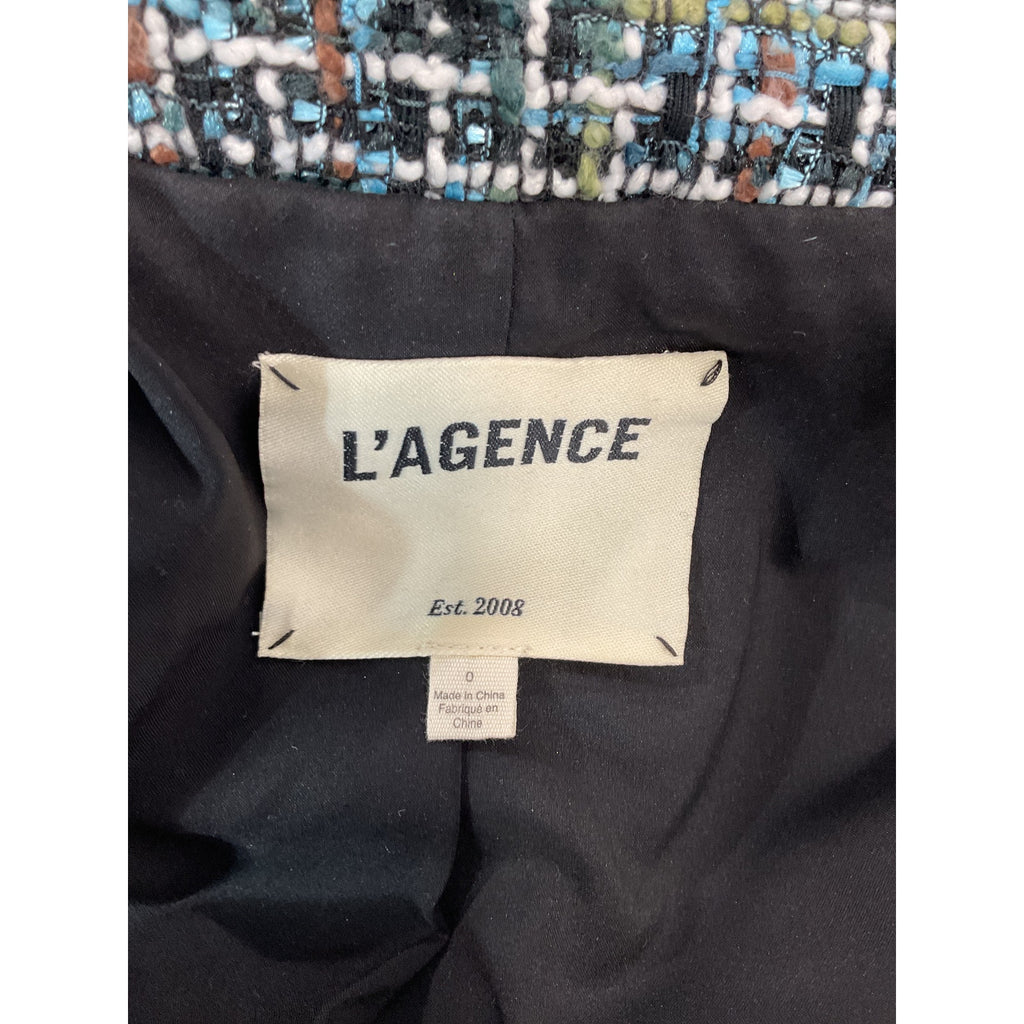 L'AGENCE
Est. 2008
0
Made in China
Fabriqué en
Chine